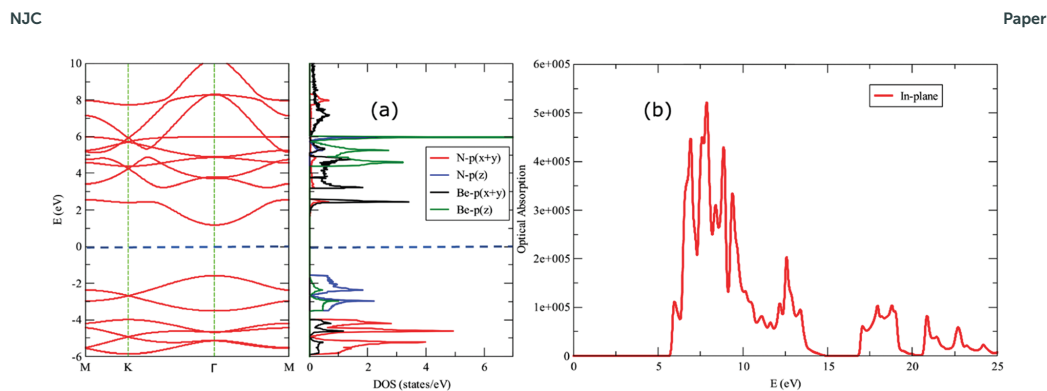 NJC
Paper
10
8
6
4
2
0
-2
-4
-6
E (eV)
M
K
Γ
M
(a)
N-p(x+y)
N-p(z)
Be-p(x+y)
Be-p(z)
0
2
4
6
DOS (states/eV)
6e+005
5e+005
4e+005
3e+005
2e+005
1e+005
0
Optical Absorption
(b)
In-plane
0
5
10
15
20
25
E (eV)